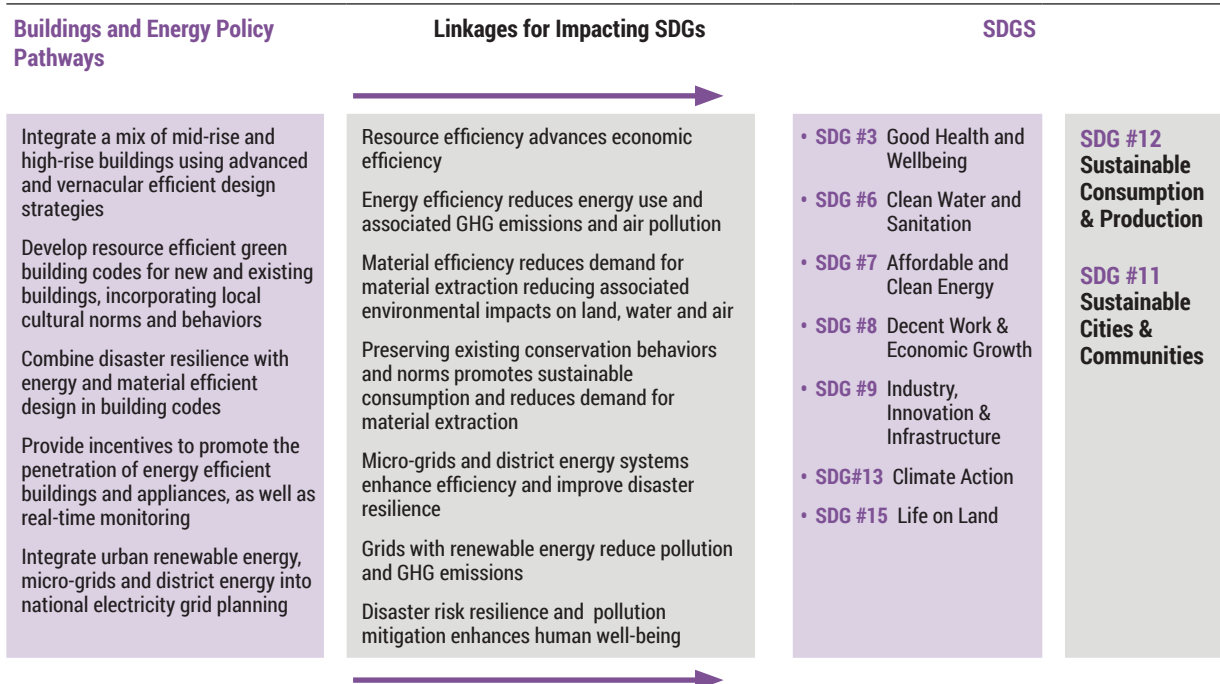 Buildings and Energy Policy
Pathways
Linkages for Impacting SDGs
SDGS
Integrate a mix of mid-rise and
high-rise buildings using advanced
and vernacular efficient design
strategies
Develop resource efficient green
building codes for new and existing
buildings, incorporating local
cultural norms and behaviors
Combine disaster resilience with
energy and material efficient
design in building codes
Provide incentives to promote the
penetration of energy efficient
buildings and appliances, as well as
real-time monitoring
Integrate urban renewable energy,
micro-grids and district energy into
national electricity grid planning
Resource efficiency advances economic
efficiency
Energy efficiency reduces energy use and
associated GHG emissions and air pollution
Material efficiency reduces demand for
material extraction reducing associated
environmental impacts on land, water and air
Preserving existing conservation behaviors
and norms promotes sustainable
consumption and reduces demand for
material extraction
Micro-grids and district energy systems
enhance efficiency and improve disaster
resilience
Grids with renewable energy reduce pollution
and GHG emissions
Disaster risk resilience and pollution
mitigation enhances human well-being
• SDG #3 Good Health and
Wellbeing
• SDG #6 Clean Water and
Sanitation
• SDG #7 Affordable and
Clean Energy
• SDG #8 Decent Work &
Economic Growth
• SDG #9 Industry,
Innovation &
Infrastructure
• SDG#13 Climate Action
• SDG #15 Life on Land
SDG #12
Sustainable
Consumption
& Production
SDG #11
Sustainable
Cities &
Communities